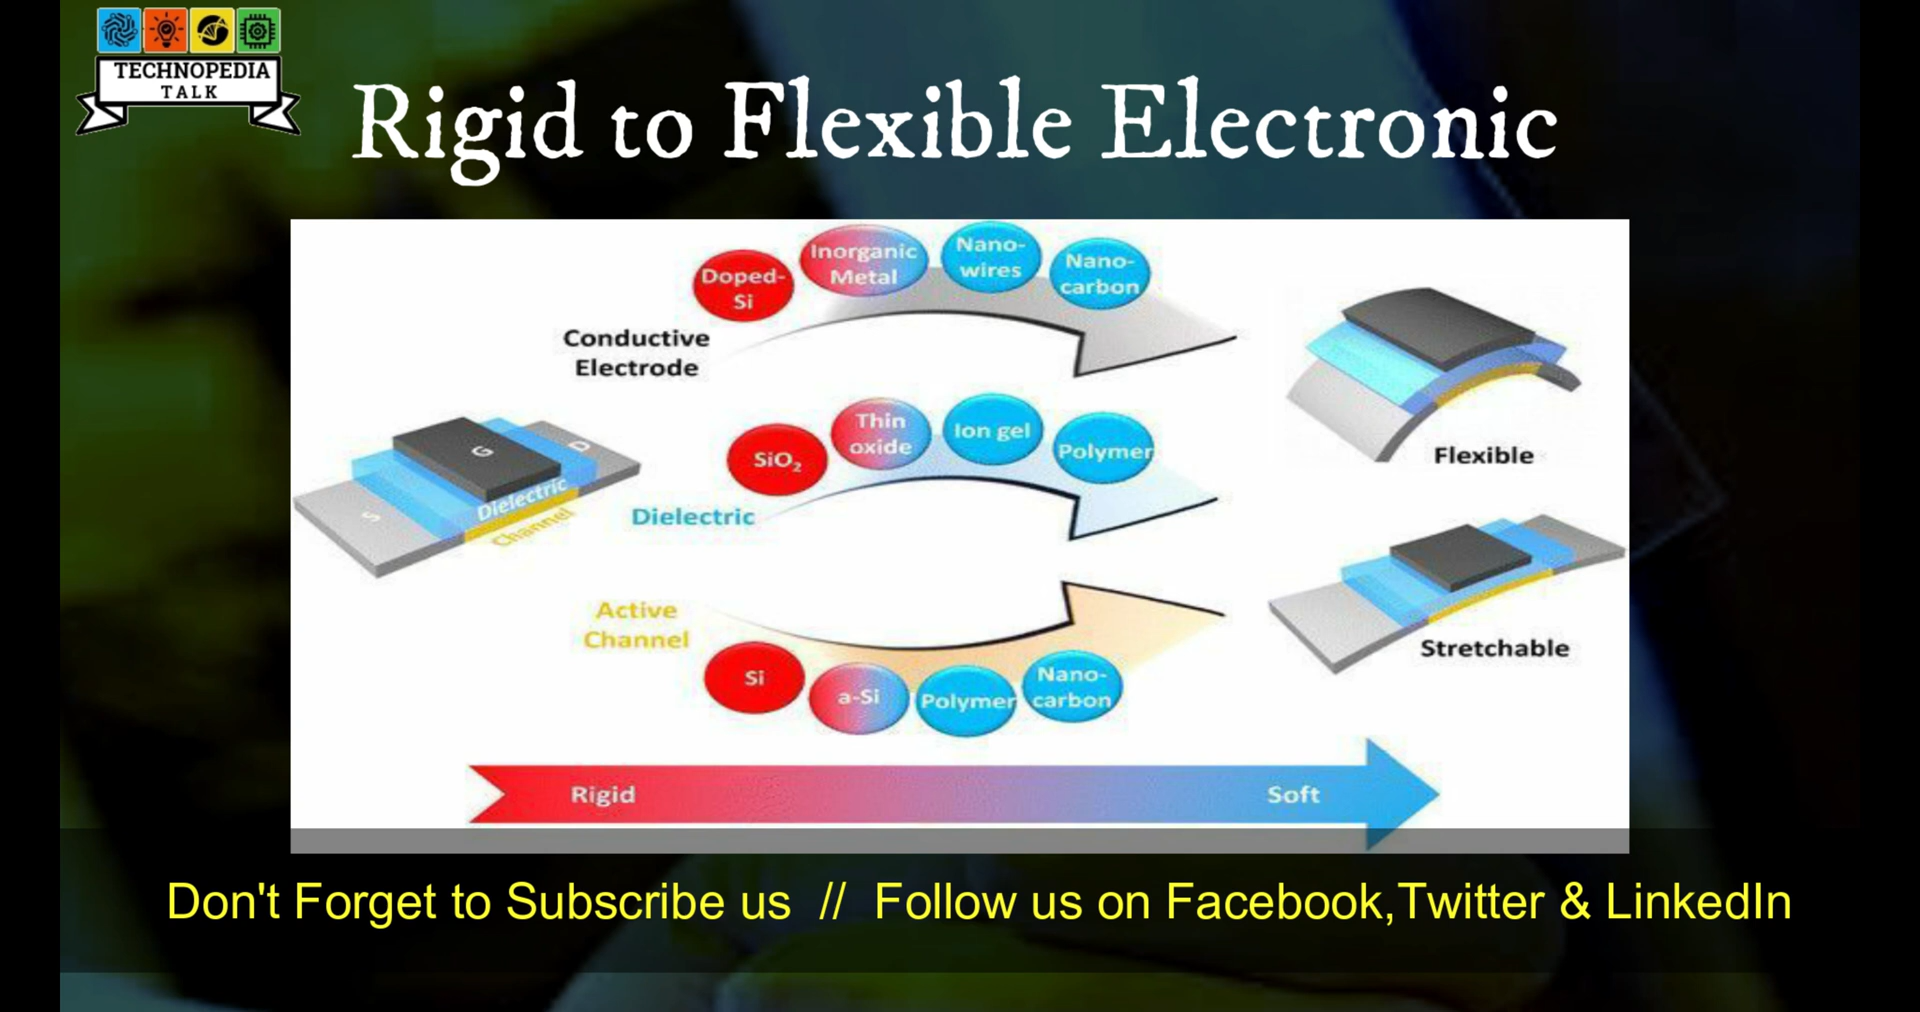 TECHNOPEDIA
TALK
Rigid to Flexible Electronic
Doped-
Si
Inorganic
Metal
Nano-
wires
Nano-
carbon
Conductive
Electrode
Flexible
SiO₂
Thin
oxide
Ion gel
Polymer
Dielectric
G
D
S
Dielectric
Channel
Active
Channel
Si
a-Si
Polymer
Nano-
carbon
Stretchable
Rigid
Soft
Don't Forget to Subscribe us // Follow us on Facebook,Twitter & LinkedIn